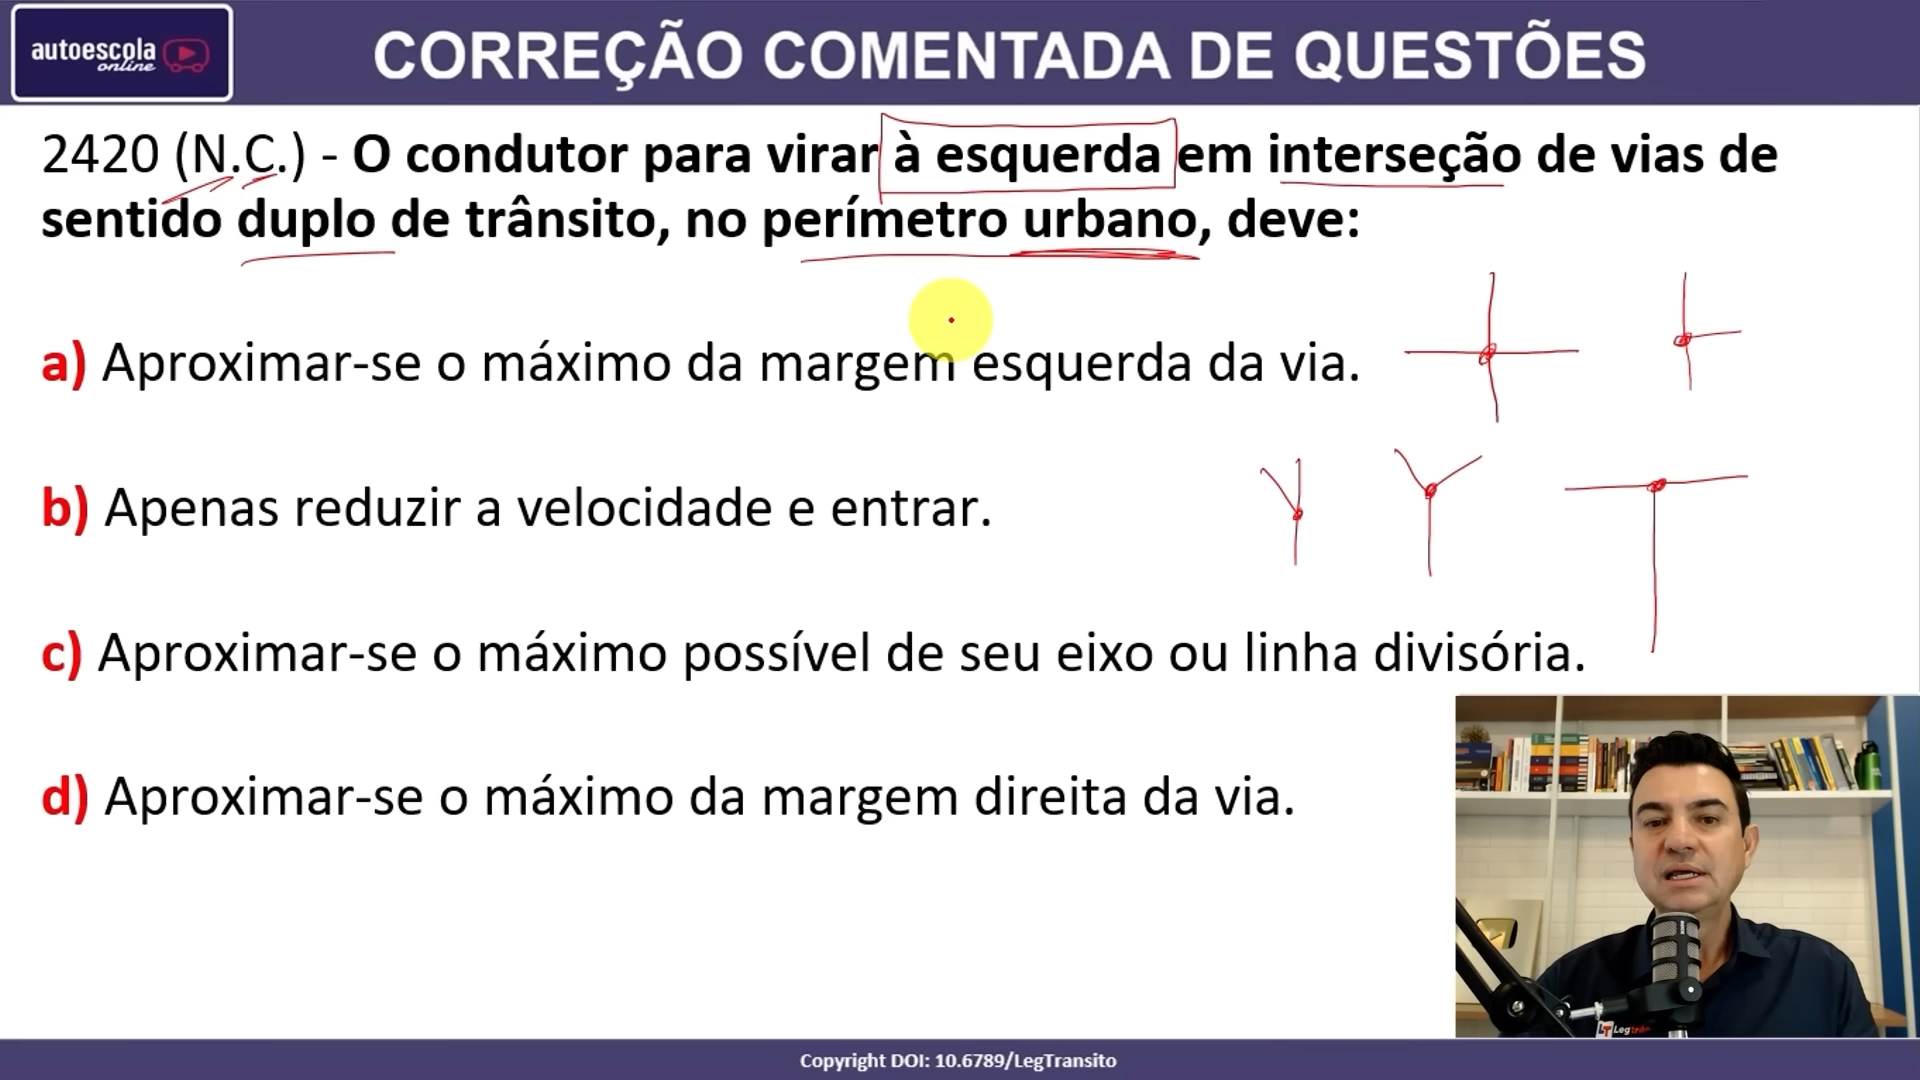 autoescola
online
CORREÇÃO COMENTADA DE QUESTÕES
2420 (N.C.) - O condutor para virar à esquerda em interseção de vias de
sentido duplo de trânsito, no perímetro urbano, deve:
a) Aproximar-se o máximo da margem esquerda da via.
b) Apenas reduzir a velocidade e entrar.
c) Aproximar-se o máximo possível de seu eixo ou linha divisória.
d) Aproximar-se o máximo da margem direita da via.
LT Legtrân
Copyright DOI: 10.6789/LegTransito